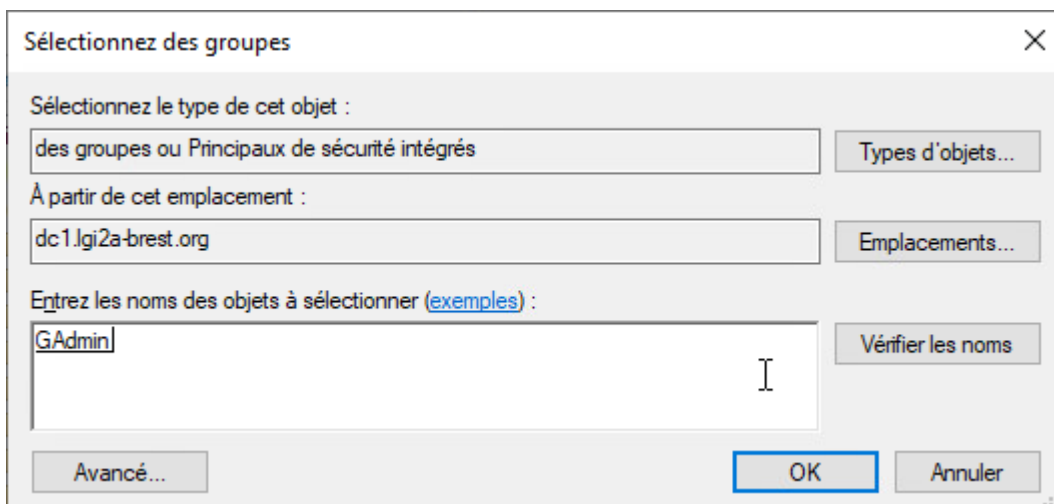 Sélectionnez des groupes
Sélectionnez le type de cet objet :
des groupes ou Principaux de sécurité intégrés
Types d'objets...
À partir de cet emplacement :
dc1.lgi2a-brest.org
Emplacements...
Entrez les noms des objets à sélectionner (exemples) :
GAdmin
Vérifier les noms
Avancé...
OK
Annuler